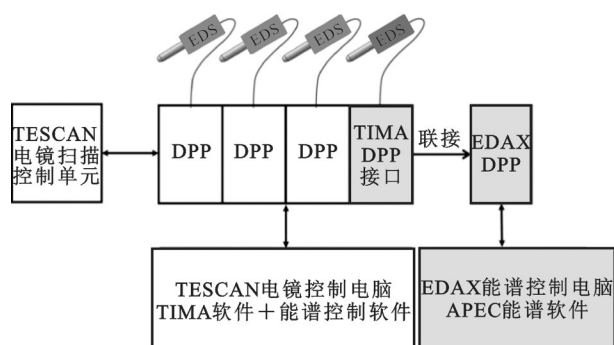 EDS
EDS
EDS
EDS
TESCAN
电镜扫描
控制单元
DPP
DPP
DPP
TIMA
DPP
接口
联接
EDAX
DPP
TESCAN电镜控制电脑
TIMA软件+能谱控制软件
EDAX能谱控制电脑
APEC能谱软件